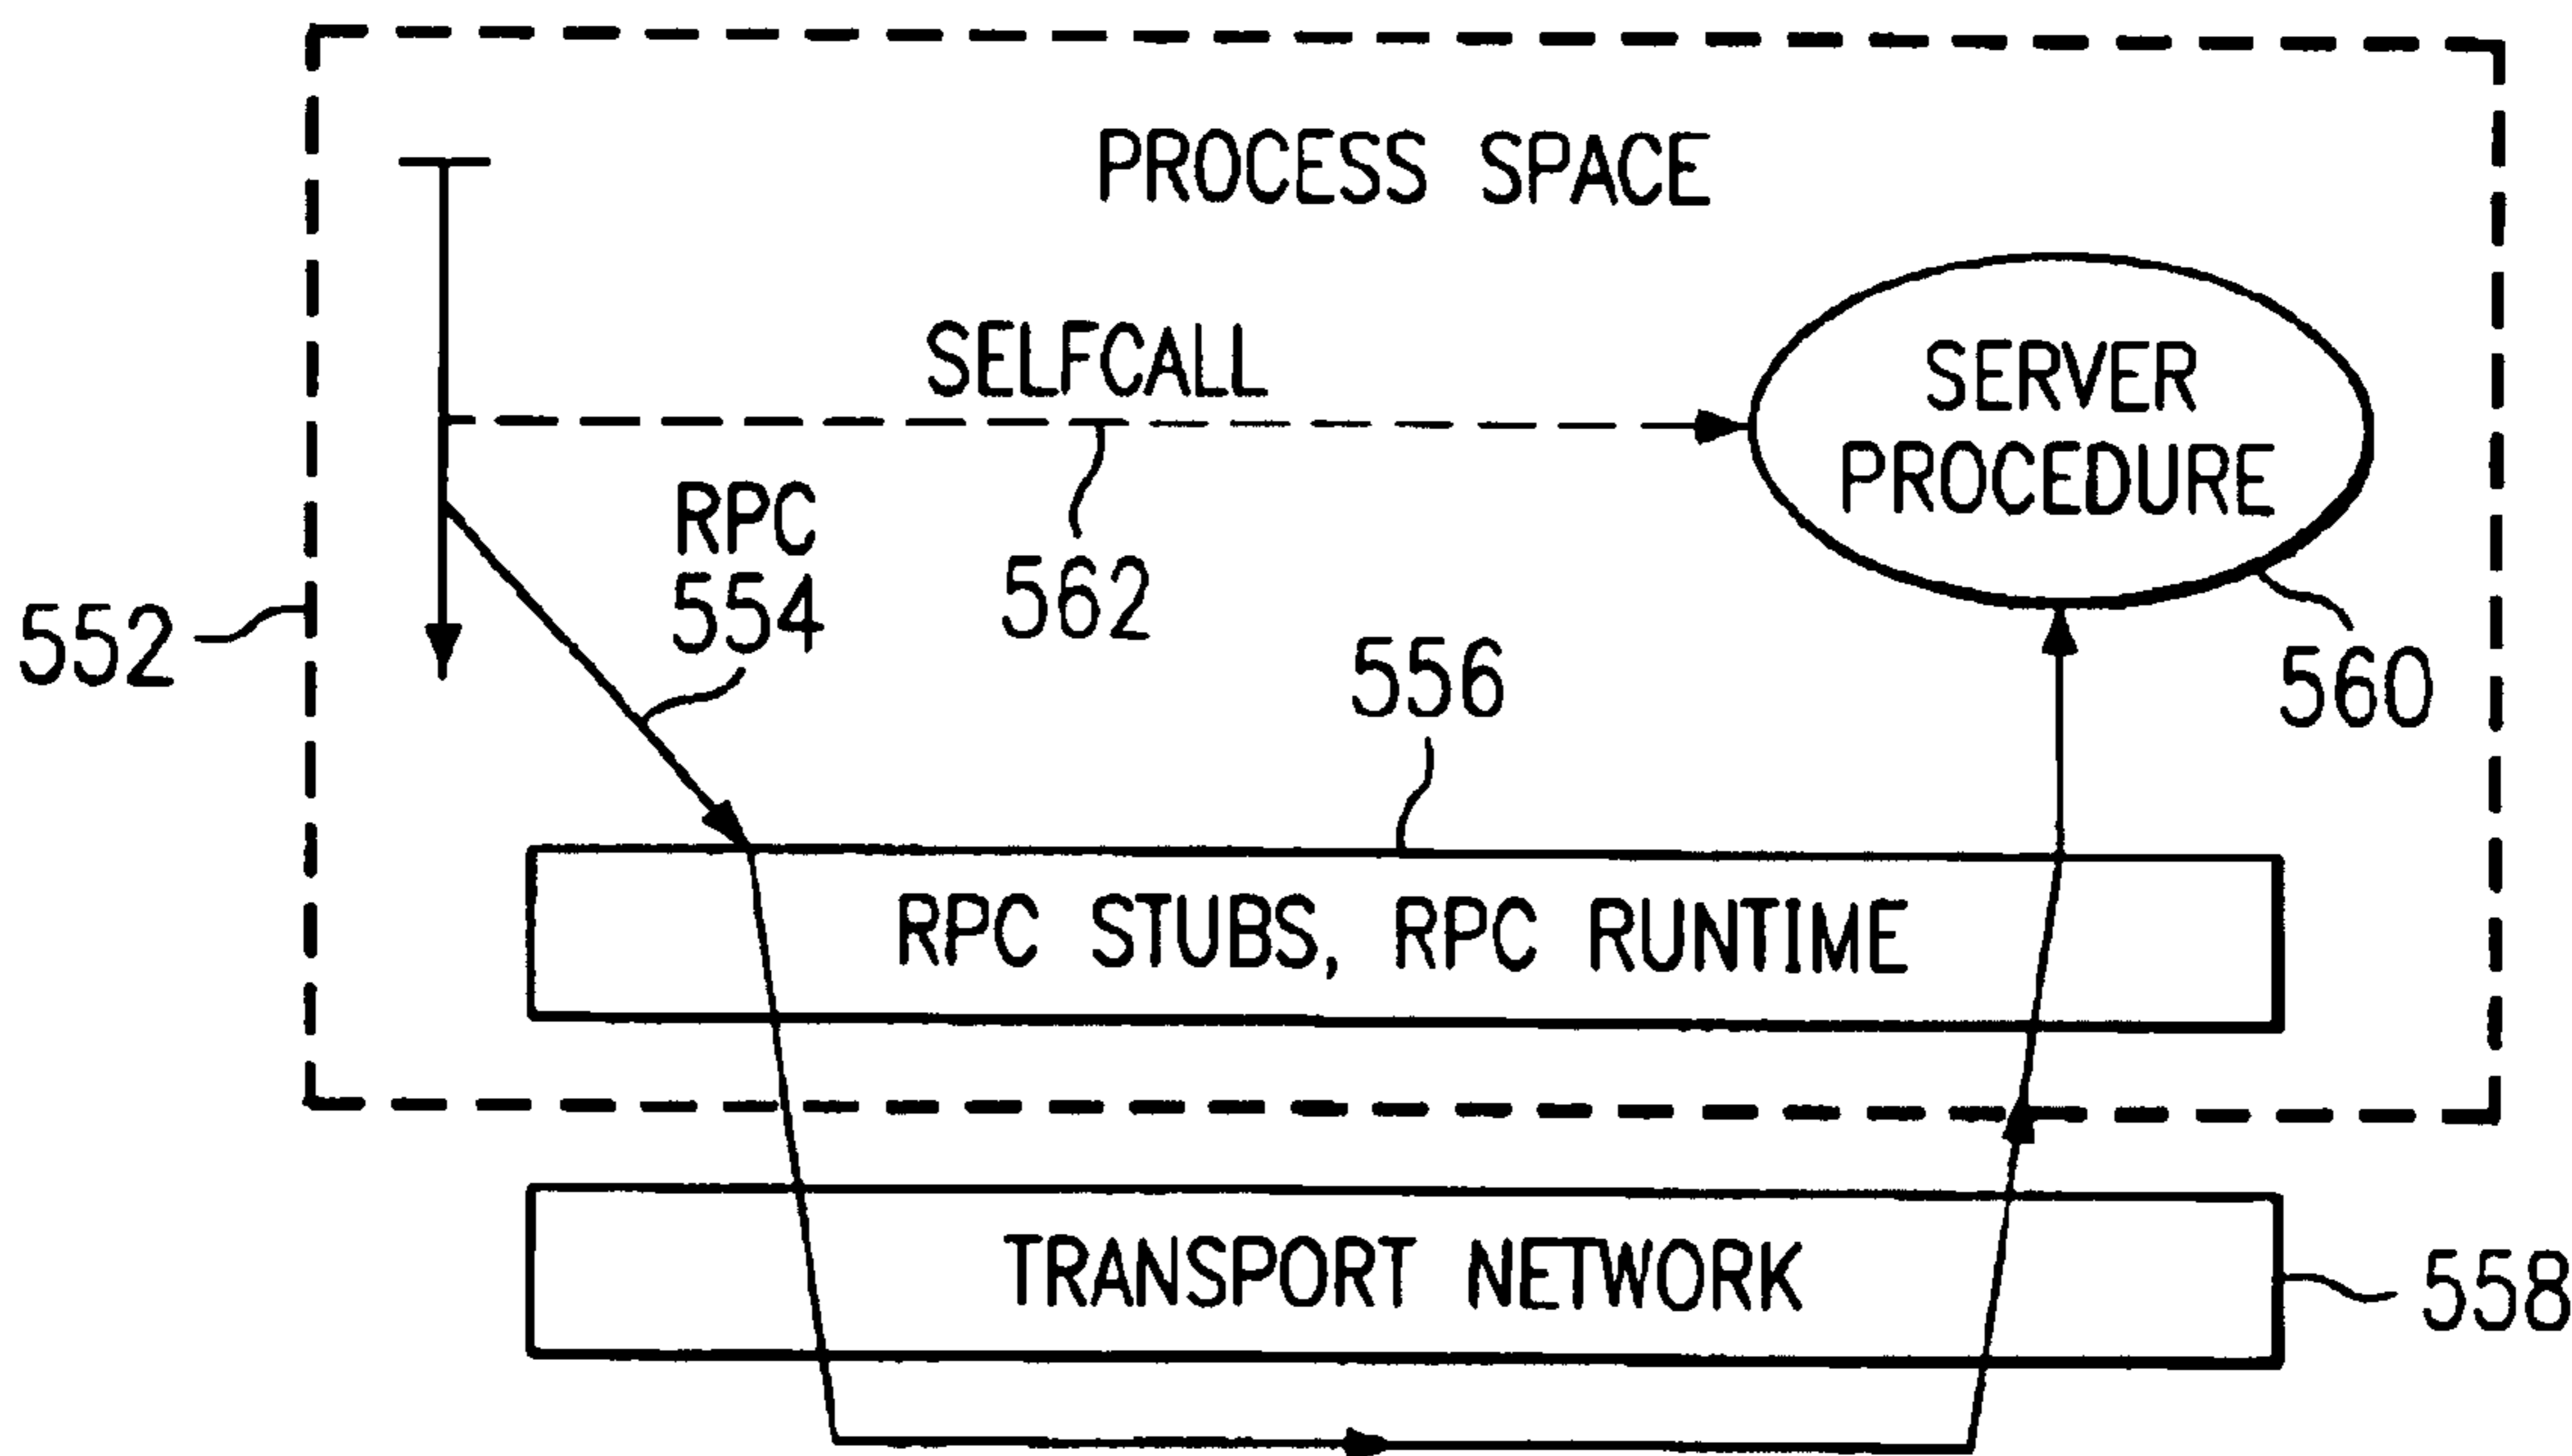 PROCESS SPACE
SELFCALL
SERVER
PROCEDURE
RPC
554
562
552
556
560
RPC STUBS, RPC RUNTIME
TRANSPORT NETWORK
558